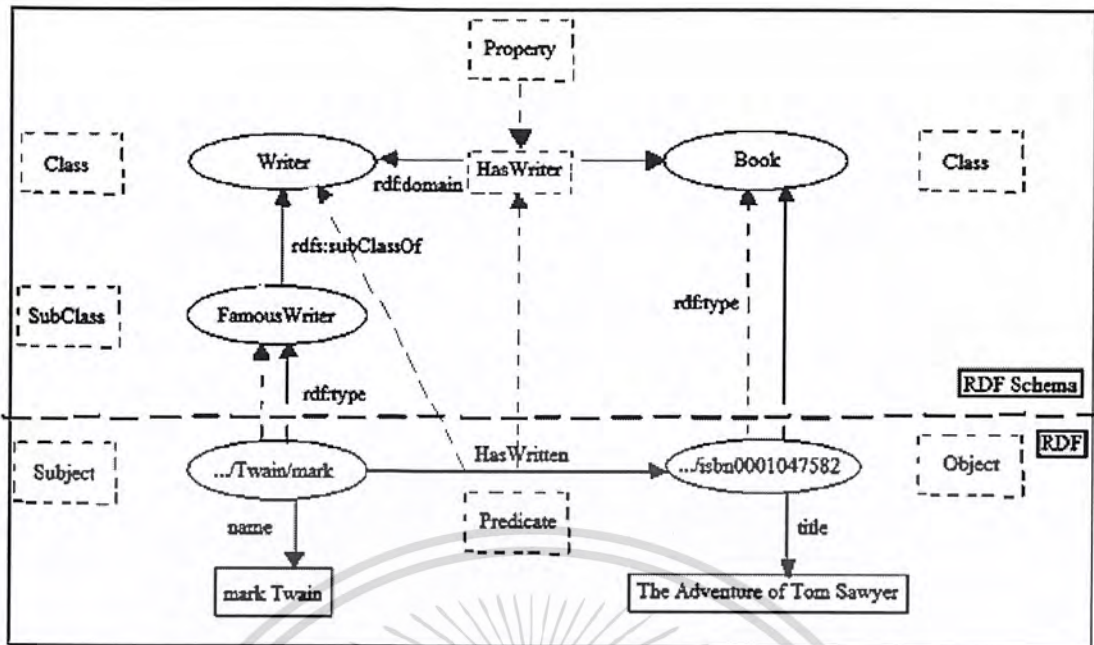 Property
Class
Writer
rdf:domain
HasWriter
Book
Class
rdfs:subClassOf
SubClass
FamousWriter
rdf:type
rdf:type
RDF Schema
RDF
Subject
.../Twain/mark
HasWritten
.../isbn0001047582
Object
name
Predicate
title
mark Twain
The Adventure of Tom Sawyer